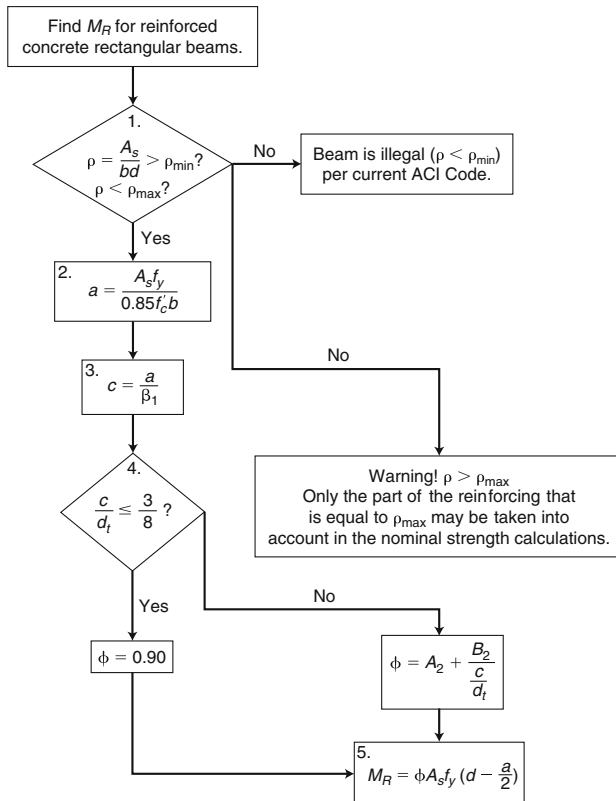 Find M_R for reinforced
concrete rectangular beams.
1.
ρ = A_s/bd > ρ_min?
ρ < ρ_max?
No
Beam is illegal (ρ < ρ_min)
per current ACI Code.
Yes
2.
a = A_s f_y / 0.85f'_c b
3.
c = a/β_1
No
Warning! ρ > ρ_max
Only the part of the reinforcing that
is equal to ρ_max may be taken into
account in the nominal strength calculations.
4.
c/d_t ≤ 3/8 ?
Yes
No
ϕ = 0.90
ϕ = A_2 + B_2/(c/d_t)
5.
M_R = ϕA_s f_y (d − a/2)